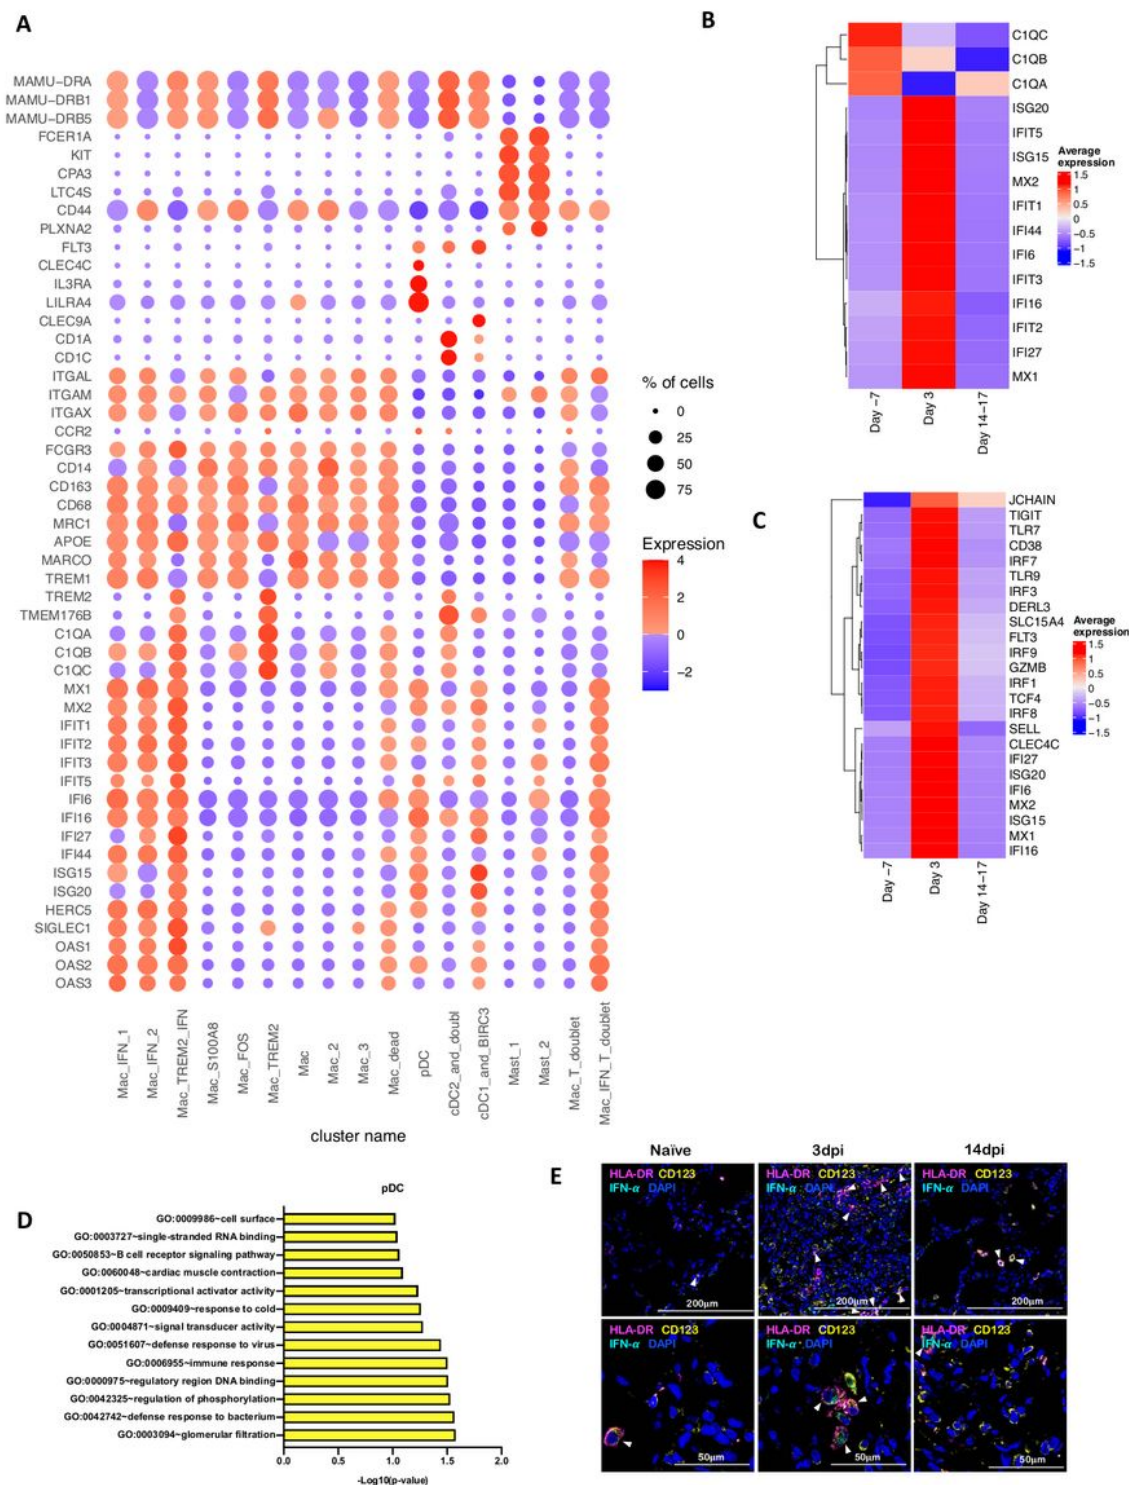 A
MAMU-DRA
MAMU-DRB1
MAMU-DRB5
FCER1A
KIT
CPA3
LTC4S
CD44
PLXNA2
FLT3
CLEC4C
IL3RA
LILRA4
CLEC9A
CD1A
CD1C
ITGAL
ITGAM
ITGAX
CCR2
FCGR3
CD14
CD163
CD68
MRC1
APOE
MARCO
TREM1
TREM2
TMEM176B
C1QA
C1QB
C1QC
MX1
MX2
IFIT1
IFIT2
IFIT3
IFIT5
IFI6
IFI16
IFI27
IFI44
ISG15
ISG20
HERC5
SIGLEC1
OAS1
OAS2
OAS3
Mac_IFN_1
Mac_IFN_2
Mac_TREM2_IFN
Mac_S100A8
Mac_FOS
Mac_TREM2
Mac
Mac_2
Mac_3
Mac_dead
pDC
cDC2_and_doubl
cDC1_and_BIRC3
Mast_1
Mast_2
Mac_T_doublet
Mac_IFN_T_doublet
cluster name
% of cells
0
25
50
75
Expression
4
2
0
−2
B
C1QC
C1QB
C1QA
ISG20
IFIT5
ISG15
MX2
IFIT1
IFI44
IFI6
IFIT3
IFI16
IFIT2
IFI27
MX1
Day −7
Day 3
Day 14−17
Average
expression
1.5
1
0.5
0
−0.5
−1
−1.5
C
JCHAIN
TIGIT
TLR7
CD38
IRF7
TLR9
IRF3
DERL3
SLC15A4
FLT3
IRF9
GZMB
IRF1
TCF4
IRF8
SELL
CLEC4C
IFI27
ISG20
IFI6
MX2
ISG15
MX1
IFI16
Day −7
Day 3
Day 14−17
Average
expression
1.5
1
0.5
0
−0.5
−1
−1.5
D
pDC
GO:0009986~cell surface
GO:0003727~single-stranded RNA binding
GO:0050853~B cell receptor signaling pathway
GO:0060048~cardiac muscle contraction
GO:0001205~transcriptional activator activity
GO:0009409~response to cold
GO:0004871~signal transducer activity
GO:0051607~defense response to virus
GO:0006955~immune response
GO:0000975~regulatory region DNA binding
GO:0042325~regulation of phosphorylation
GO:0042742~defense response to bacterium
GO:0003094~glomerular filtration
0.0 0.5 1.0 1.5 2.0
-Log10(p-value)
E
Naïve 3dpi 14dpi
HLA-DR CD123 HLA-DR CD123 HLA-DR CD123
IFN-α DAPI IFN-α DAPI IFN-α DAPI
200μm 200μm 200μm
HLA-DR CD123 HLA-DR CD123 HLA-DR CD123
IFN-α DAPI IFN-α DAPI IFN-α DAPI
50μm 50μm 50μm